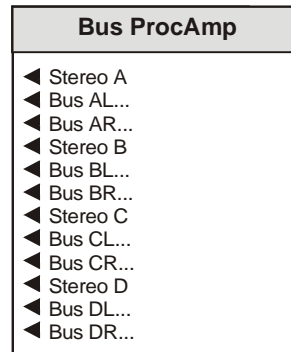 Bus ProcAmp
Stereo A
Bus AL...
Bus AR...
Stereo B
Bus BL...
Bus BR...
Stereo C
Bus CL...
Bus CR...
Stereo D
Bus DL...
Bus DR...